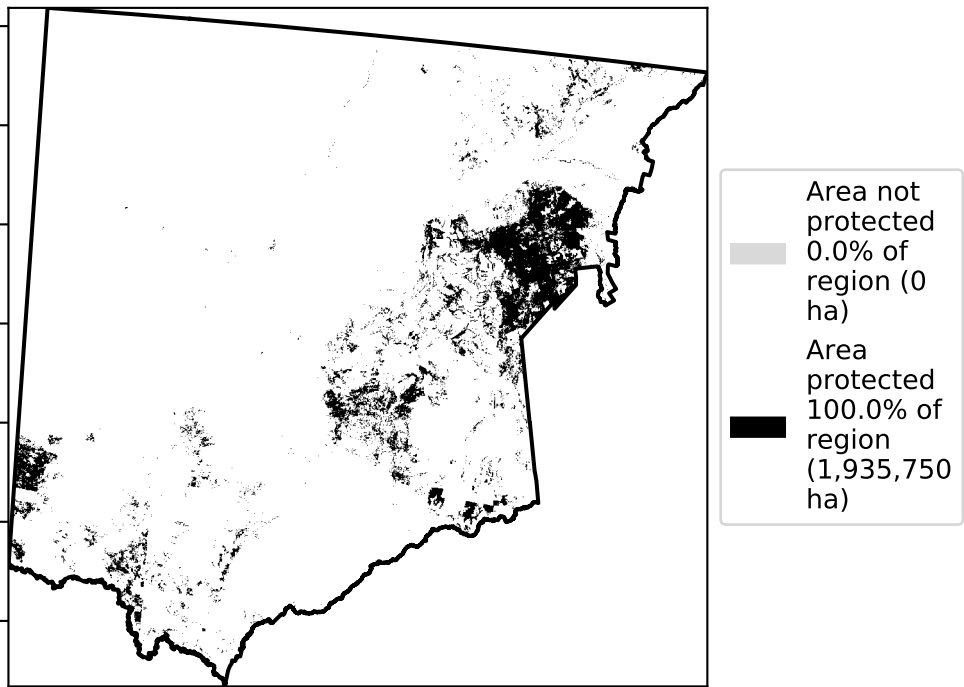 Area not
protected
0.0% of
region (0
ha)
Area
protected
100.0% of
region
(1,935,750
ha)